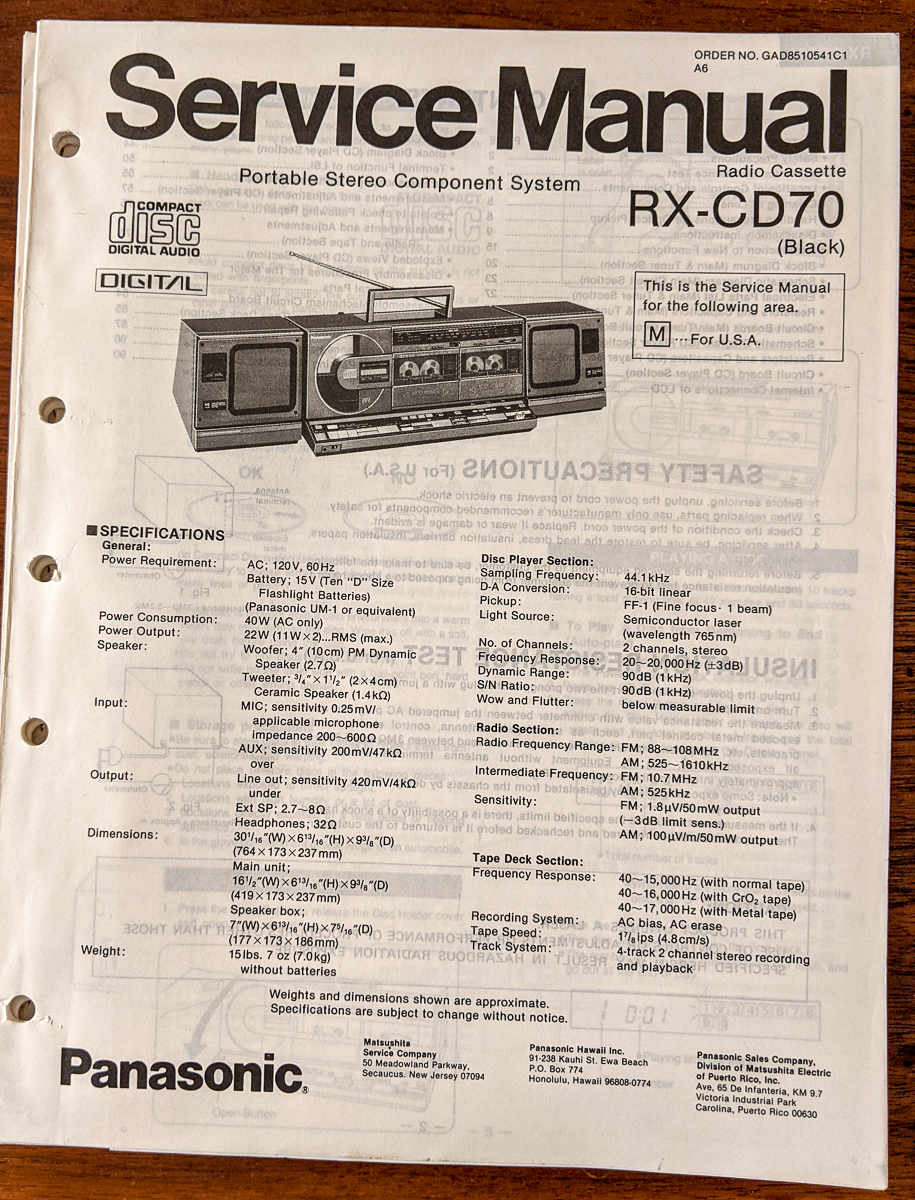 ORDER NO. GAD8510541C1
A6
Service Manual
Radio Cassette
Portable Stereo Component System
RX-CD70
(Black)
COMPACT
disc
DIGITAL AUDIO
DIGITAL
This is the Service Manual
for the following area.
M ···For U.S.A.
■SPECIFICATIONS
General:
Power Requirement: AC; 120V, 60Hz
Battery; 15V (Ten "D" Size
Flashlight Batteries)
(Panasonic UM-1 or equivalent)
Power Consumption: 40W (AC only)
Power Output: 22W (11W×2)...RMS (max.)
Speaker: Woofer; 4" (10cm) PM Dynamic
Speaker (2.7Ω)
Tweeter; 3/4"×1 1/2" (2×4cm)
Ceramic Speaker (1.4kΩ)
Input: MIC; sensitivity 0.25mV/
applicable microphone
impedance 200~600Ω
AUX; sensitivity 200mV/47kΩ
over
Output: Line out; sensitivity 420mV/4kΩ
under
Ext SP; 2.7~8Ω
Headphones; 32Ω
Dimensions: 30 1/16"(W)×6 13/16"(H)×9 3/8"(D)
(764×173×237mm)
Main unit;
16 1/2"(W)×6 13/16"(H)×9 3/8"(D)
(419×173×237mm)
Speaker box;
7"(W)×6 13/16"(H)×7 5/16"(D)
(177×173×186mm)
Weight: 15lbs. 7 oz (7.0kg)
without batteries
Disc Player Section:
Sampling Frequency: 44.1kHz
D-A Conversion: 16-bit linear
Pickup: FF-1 (Fine focus· 1 beam)
Light Source: Semiconductor laser
(wavelength 765nm)
No. of Channels: 2 channels, stereo
Frequency Response: 20~20,000Hz (±3dB)
Dynamic Range: 90dB (1kHz)
S/N Ratio: 90dB (1kHz)
Wow and Flutter: below measurable limit
Radio Section:
Radio Frequency Range: FM; 88~108MHz
AM; 525~1610kHz
Intermediate Frequency: FM; 10.7MHz
AM; 525kHz
Sensitivity: FM; 1.8μV/50mW output
(−3dB limit sens.)
AM; 100μV/m/50mW output
Tape Deck Section:
Frequency Response: 40~15,000Hz (with normal tape)
40~16,000Hz (with CrO2 tape)
40~17,000Hz (with Metal tape)
Recording System: AC bias, AC erase
Tape Speed: 1 7/8 ips (4.8cm/s)
Track System: 4-track 2 channel stereo recording
and playback
Weights and dimensions shown are approximate.
Specifications are subject to change without notice.
Panasonic®
Matsushita
Service Company
50 Meadowland Parkway,
Secaucus. New Jersey 07094
Panasonic Hawaii Inc.
91-238 Kauhi St. Ewa Beach
P.O. Box 774
Honolulu, Hawaii 96808-0774
Panasonic Sales Company,
Division of Matsushita Electric
of Puerto Rico, Inc.
Ave, 65 De Infanteria, KM 9.7
Victoria Industrial Park
Carolina, Puerto Rico 00630